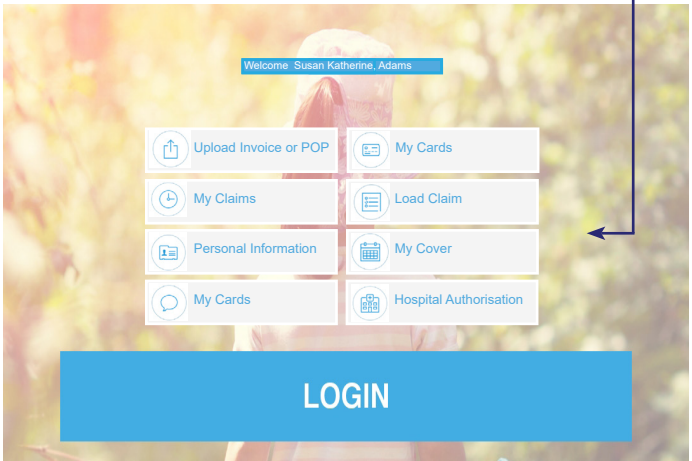 Welcome  Susan Katherine, Adams
Upload Invoice or POP
My Cards
My Claims
Load Claim
Personal Information
My Cover
My Cards
Hospital Authorisation
LOGIN